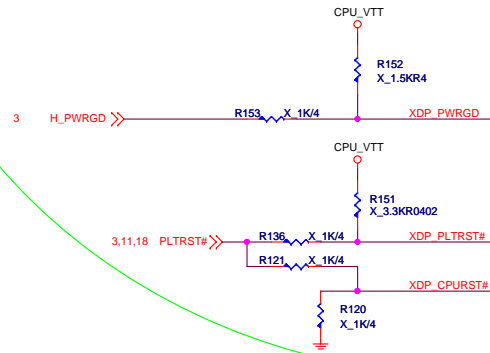 CPU_VTT
R152
X_1.5KR4
3 H_PWRGD R153 X_1K/4 XDP_PWRGD
CPU_VTT
R151
X_3.3KR0402
3,11,18 PLTRST# R136 X_1K/4 XDP_PLTRST#
R121 X_1K/4
XDP_CPURST#
R120
X_1K/4